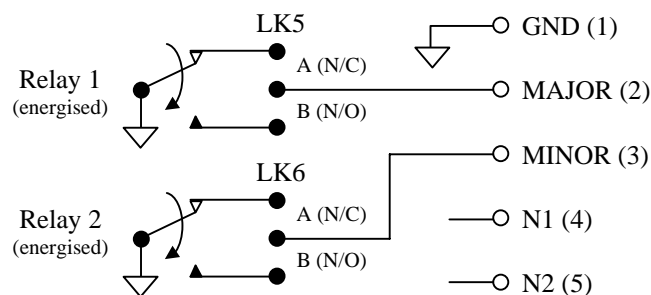 LK5
GND (1)
A (N/C)
Relay 1
(energised)
MAJOR (2)
B (N/O)
MINOR (3)
LK6
A (N/C)
Relay 2
(energised)
N1 (4)
B (N/O)
N2 (5)